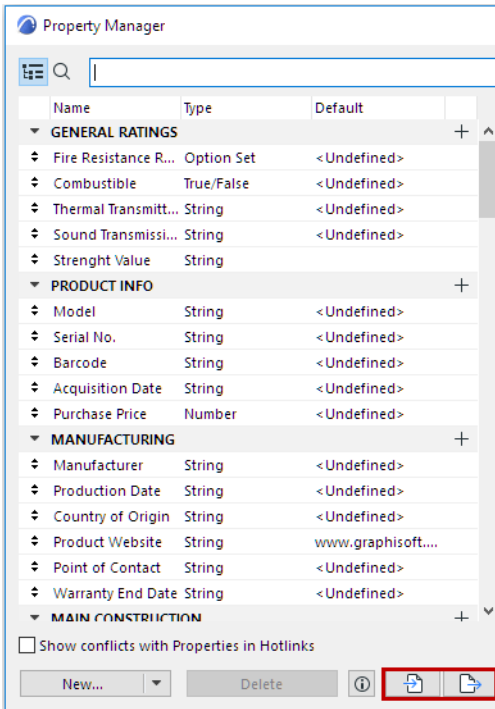 Property Manager
Name Type Default
GENERAL RATINGS
Fire Resistance R... Option Set <Undefined>
Combustible True/False <Undefined>
Thermal Transmitt... String <Undefined>
Sound Transmissi... String <Undefined>
Strenght Value String
PRODUCT INFO
Model String <Undefined>
Serial No. String <Undefined>
Barcode String <Undefined>
Acquisition Date String <Undefined>
Purchase Price Number <Undefined>
MANUFACTURING
Manufacturer String <Undefined>
Production Date String <Undefined>
Country of Origin String <Undefined>
Product Website String www.graphisoft....
Point of Contact String <Undefined>
Warranty End Date String <Undefined>
MAIN CONSTRUCTION
Show conflicts with Properties in Hotlinks
New... Delete